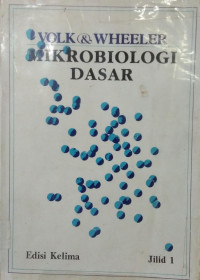 VOLK & WHEELER
MIKROBIOLOGI
DASAR
Edisi Kelima
Jilid 1